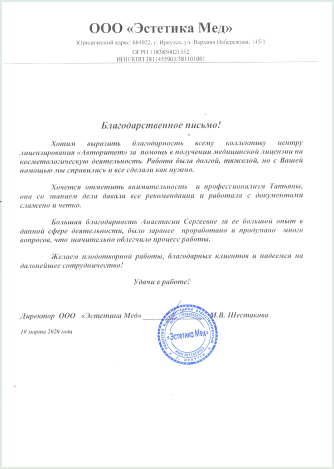 ООО «Эстетика Мед»
Юридический адрес: 664022, г. Иркутск, ул. Верхняя Набережная, 145/1
ОГРН 1183850021552
ИНН/КПП 3811455903/381101001
Благодарственное письмо!
Хотим выразить благодарность всему коллективу центру
лицензирования «Авторитет» за помощь в получении медицинской лицензии на
косметологическую деятельность. Работа была долгой, тяжелой, но с Вашей
помощью мы справились и все сделали как нужно.
Хочется отметить внимательность и профессионализм Татьяны,
она со знанием дела давала все рекомендации и работала с документами
слажено и четко.
Большая благодарность Анастасии Сергеевне за ее большой опыт в
данной сфере деятельности, было заранее проработано и продумано много
вопросов, что значительно облегчило процесс работы.
Желаем плодотворной работы, благодарных клиентов и надеемся на
дальнейшее сотрудничество!
Удачи в работе!
Директор ООО «Эстетика Мед» М.В. Шестакова
«Эстетика Мед»
10 марта 2020 года